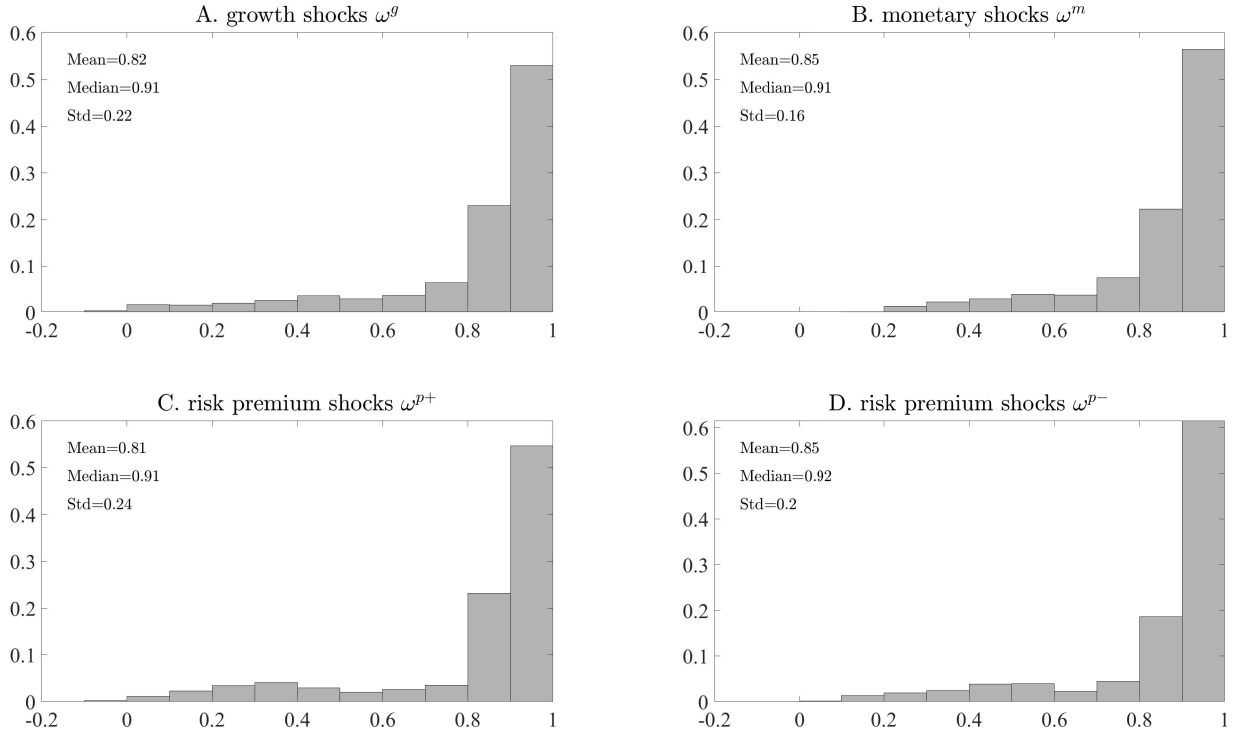 A. growth shocks ω^g
Mean=0.82
Median=0.91
Std=0.22
0.6
0.5
0.4
0.3
0.2
0.1
0
-0.2 0 0.2 0.4 0.6 0.8 1
B. monetary shocks ω^m
Mean=0.85
Median=0.91
Std=0.16
0.6
0.5
0.4
0.3
0.2
0.1
0
-0.2 0 0.2 0.4 0.6 0.8 1
C. risk premium shocks ω^{p+}
Mean=0.81
Median=0.91
Std=0.24
0.6
0.5
0.4
0.3
0.2
0.1
0
-0.2 0 0.2 0.4 0.6 0.8 1
D. risk premium shocks ω^{p−}
Mean=0.85
Median=0.92
Std=0.2
0.6
0.5
0.4
0.3
0.2
0.1
0
-0.2 0 0.2 0.4 0.6 0.8 1